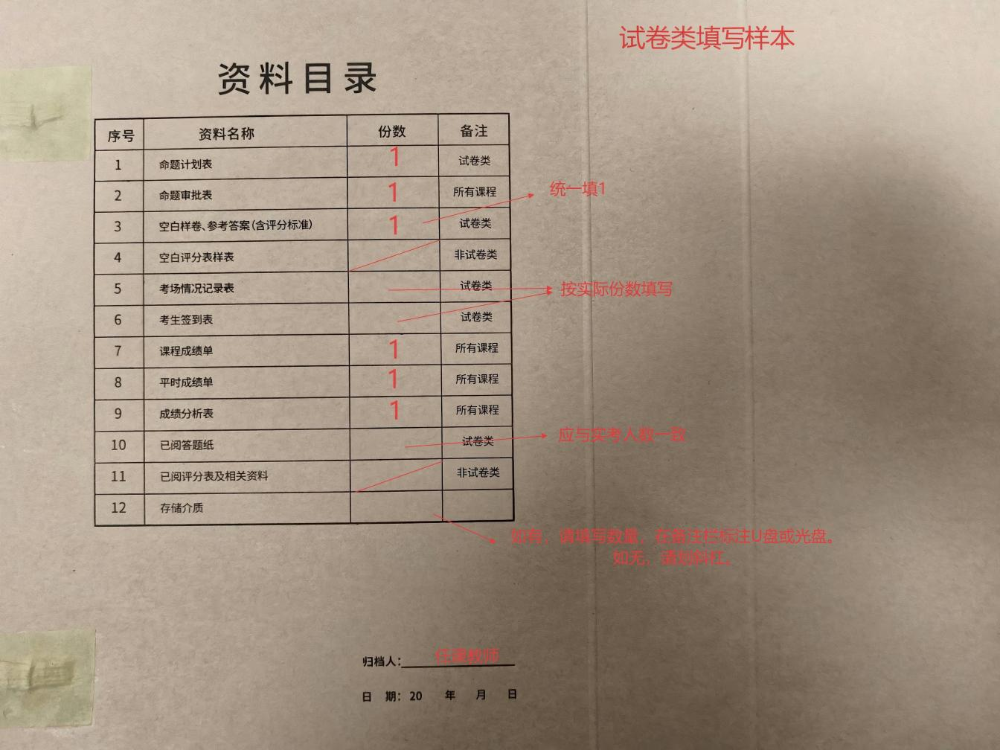 试卷类填写样本
资料目录
序号 资料名称 份数 备注
1 命题计划表 1 试卷类
2 命题审批表 1 所有课程
统一填1
3 空白样卷、参考答案(含评分标准) 1 试卷类
4 空白评分表样表 非试卷类
5 考场情况记录表 试卷类
按实际份数填写
6 考生签到表 试卷类
7 课程成绩单 1 所有课程
8 平时成绩单 1 所有课程
9 成绩分析表 1 所有课程
10 已阅答题纸 试卷类
应与实考人数一致
11 已阅评分表及相关资料 非试卷类
12 存储介质
如有，请填写数量，在备注栏标注U盘或光盘。
如无，请划斜杠。
归档人：任课教师
日 期：20 年 月 日